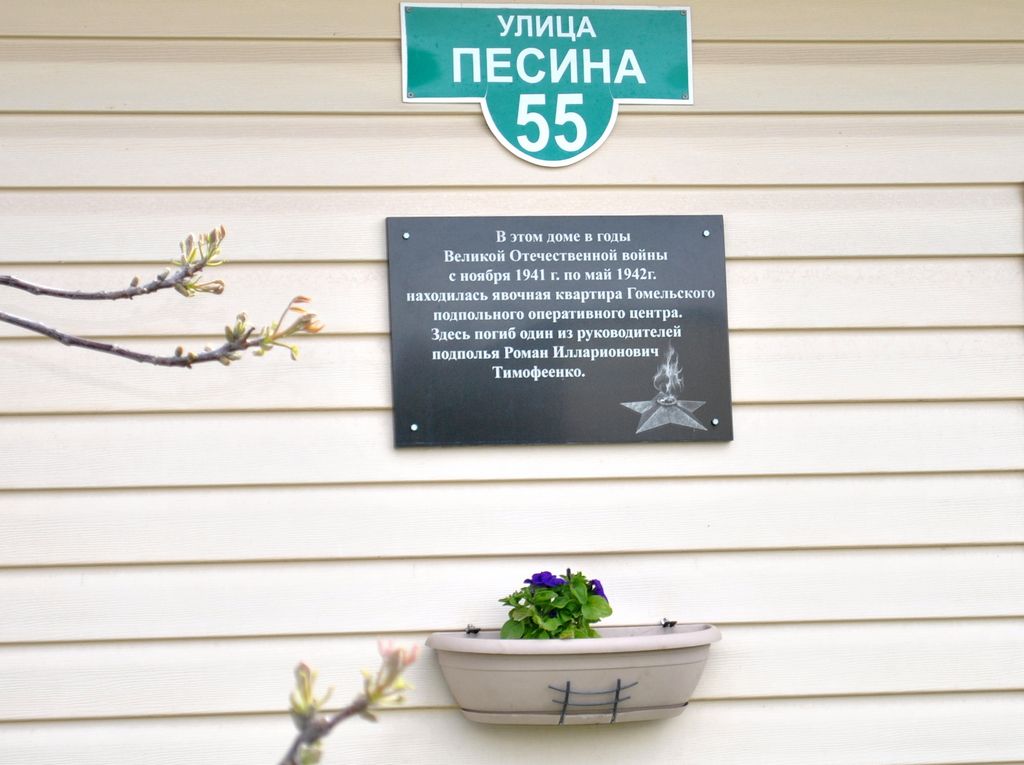 УЛИЦА
ПЕСИНА
55
В этом доме в годы
Великой Отечественной войны
с ноября 1941 г. по май 1942г.
находилась явочная квартира Гомельского
подпольного оперативного центра.
Здесь погиб один из руководителей
подполья Роман Илларионович
Тимофеенко.